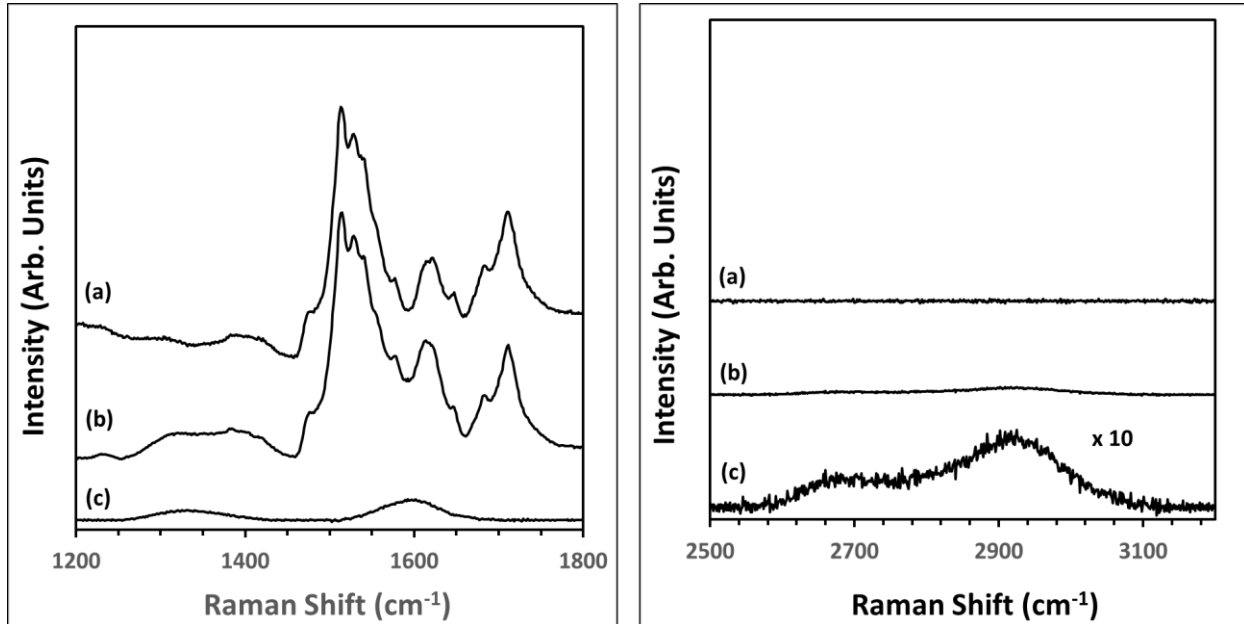 Intensity (Arb. Units)
(a)
(b)
(c)
1200
1400
1600
1800
Raman Shift (cm-1)
Intensity (Arb. Units)
(a)
(b)
(c)
x 10
2500
2700
2900
3100
Raman Shift (cm-1)